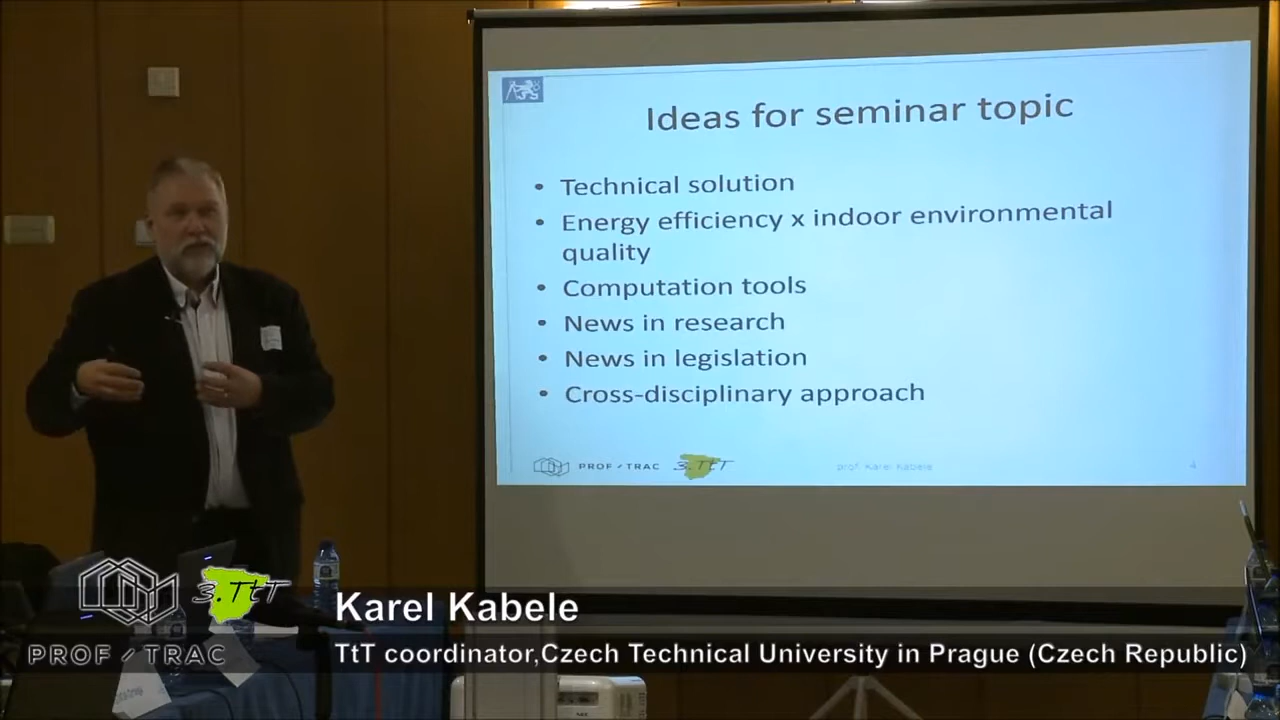 Ideas for seminar topic
• Technical solution
• Energy efficiency x indoor environmental
quality
• Computation tools
• News in research
• News in legislation
• Cross-disciplinary approach
PROF / TRAC 3.TtT prof. Karel Kabele 4
3.TtT
PROF / TRAC
Karel Kabele
TtT coordinator,Czech Technical University in Prague (Czech Republic)